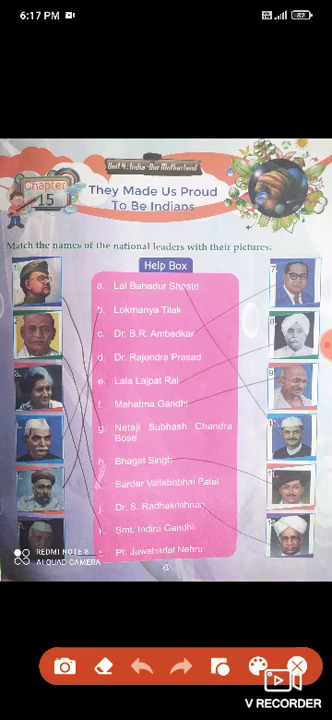 6:17 PM
87
Unit 4: India -Our Motherland
Chapter
15
They Made Us Proud
To Be Indians
Match the names of the national leaders with their pictures:
Help Box
a. Lal Bahadur Shastri
b. Lokmanya Tilak
c. Dr. B.R. Ambedkar
d. Dr. Rajendra Prasad
e. Lala Lajpat Rai
f. Mahatma Gandhi
g. Netaji Subhash Chandra
Bose
h. Bhagat Singh
Sardar Vallabhbhai Patel
j. Dr. S. Radhakrishnan
k. Smt. Indira Gandhi
Pt. Jawaharlal Nehru
7.
10.
REDMI NOTE 8
AI QUAD CAMERA
V RECORDER